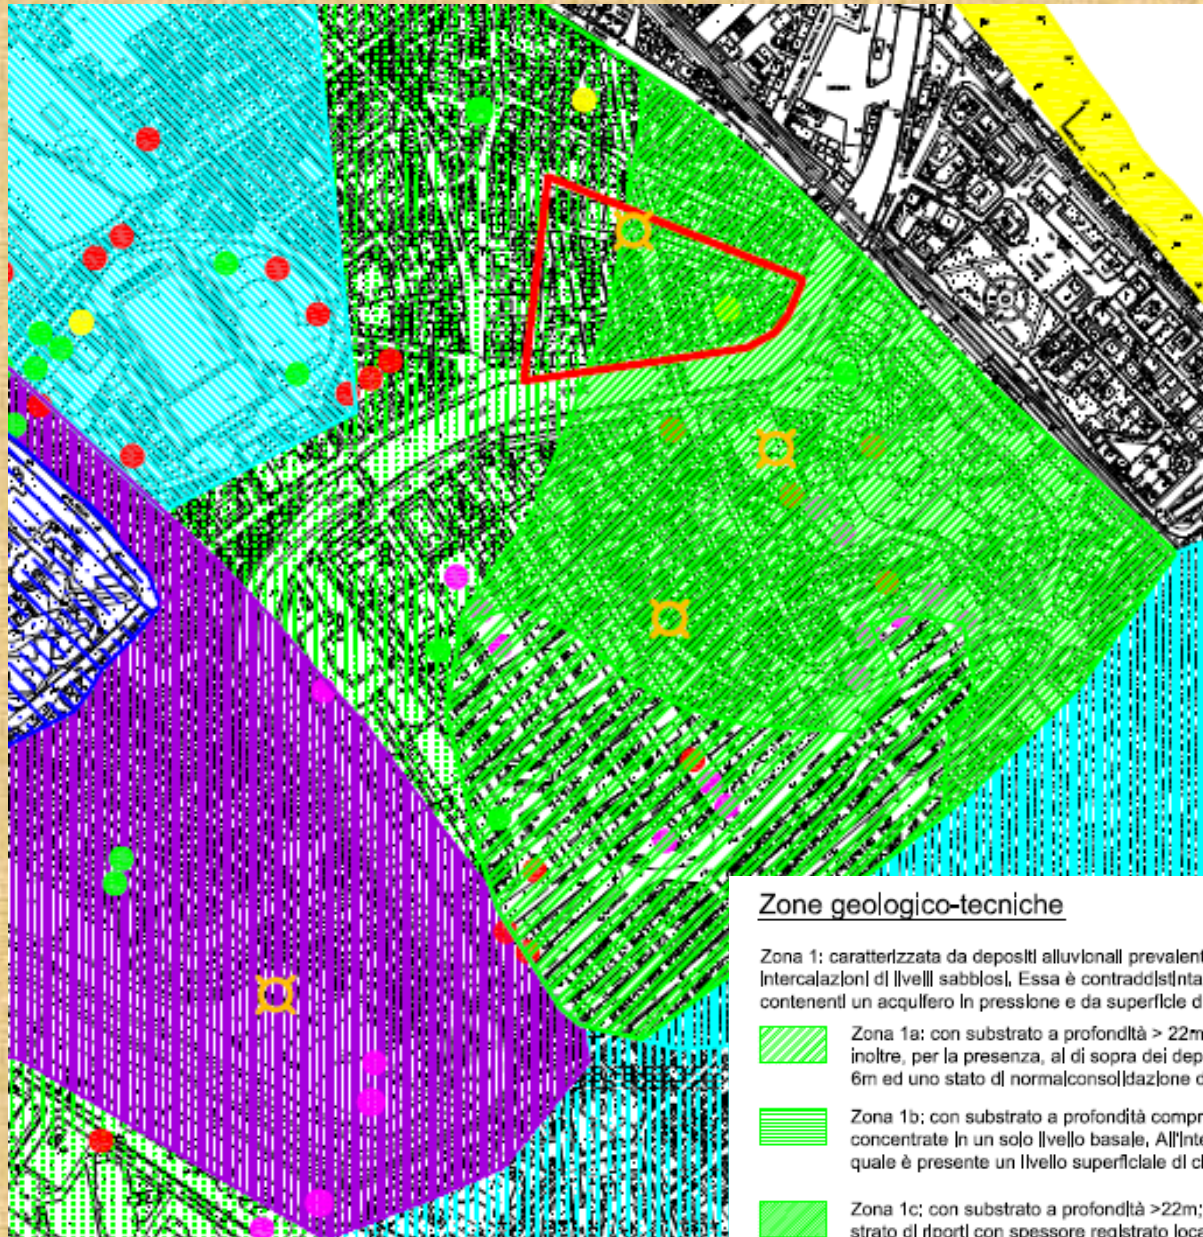 Zone geologico-tecniche
Zona 1: caratterizzata da depositi alluvionali prevalent
intercalazioni di livelli sabbiosi. Essa è contraddistinta
contenenti un acquifero in pressione e da superficie d
Zona 1a: con substrato a profondità > 22m
inoltre, per la presenza, al di sopra dei dep
6m ed uno stato di normalconsolidazione d
Zona 1b: con substrato a profondità compr
concentrate in un solo livello basale. All'inte
quale è presente un livello superficiale di cl
Zona 1c: con substrato a profondità >22m;
strato di riporti con spessore registrato loca